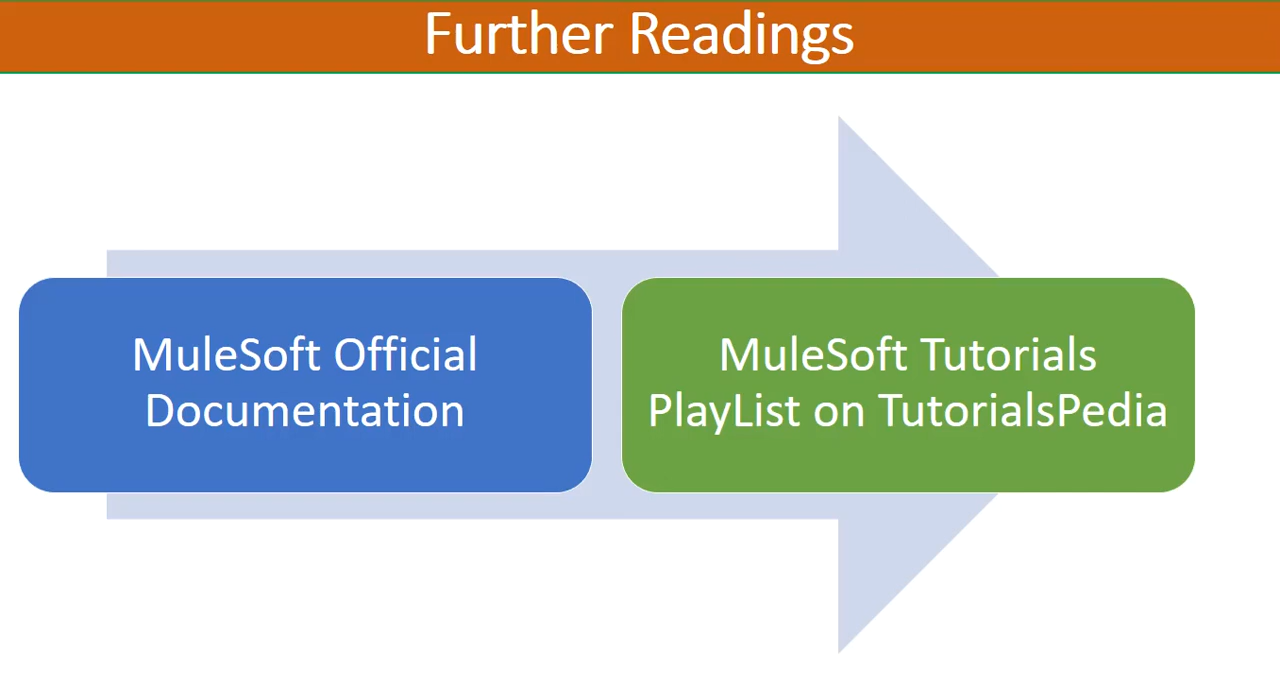 Further Readings
MuleSoft Official
Documentation
MuleSoft Tutorials
PlayList on TutorialsPedia